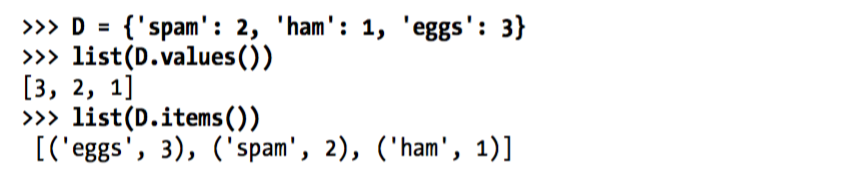 >>> D = {'spam': 2, 'ham': 1, 'eggs': 3}
>>> list(D.values())
[3, 2, 1]
>>> list(D.items())
[('eggs', 3), ('spam', 2), ('ham', 1)]